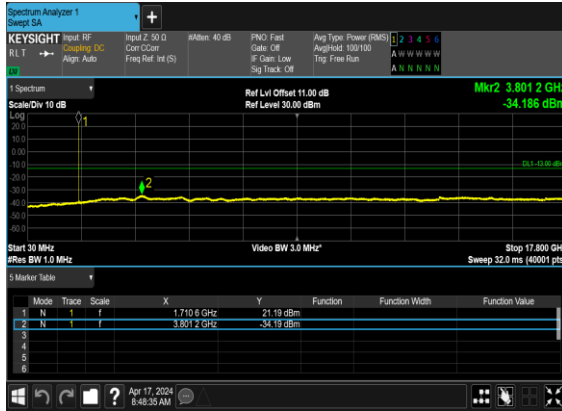 Spectrum Analyzer 1
Swept SA
+
KEYSIGHT Input: RF Input Z: 50 Ω #Atten: 40 dB PNO: Fast Avg Type: Power (RMS) 1 2 3 4 5 6
RLT Coupling: DC Corr CCorr Gate: Off Avg|Hold: 100/100 A W W W W W
Align: Auto Freq Ref: Int (S) IF Gain: Low Trig: Free Run
LU Sig Track: Off A N N N N N
1 Spectrum Ref Lvl Offset 11.00 dB Mkr2 3.801 2 GHz
Scale/Div 10 dB Ref Level 30.00 dBm -34.186 dBm
Log
20.0 1
10.0
0.00
-10.0 DL1 -13.00 dBm
-20.0
-30.0 2
-40.0
-50.0
-60.0
Start 30 MHz Video BW 3.0 MHz* Stop 17.800 GHz
#Res BW 1.0 MHz Sweep 32.0 ms (40001 pts)
5 Marker Table
Mode Trace Scale X Y Function Function Width Function Value
1 N 1 f 1.710 6 GHz 21.19 dBm
2 N 1 f 3.801 2 GHz -34.19 dBm
3
4
5
6
? Apr 17, 2024
8:48:35 AM